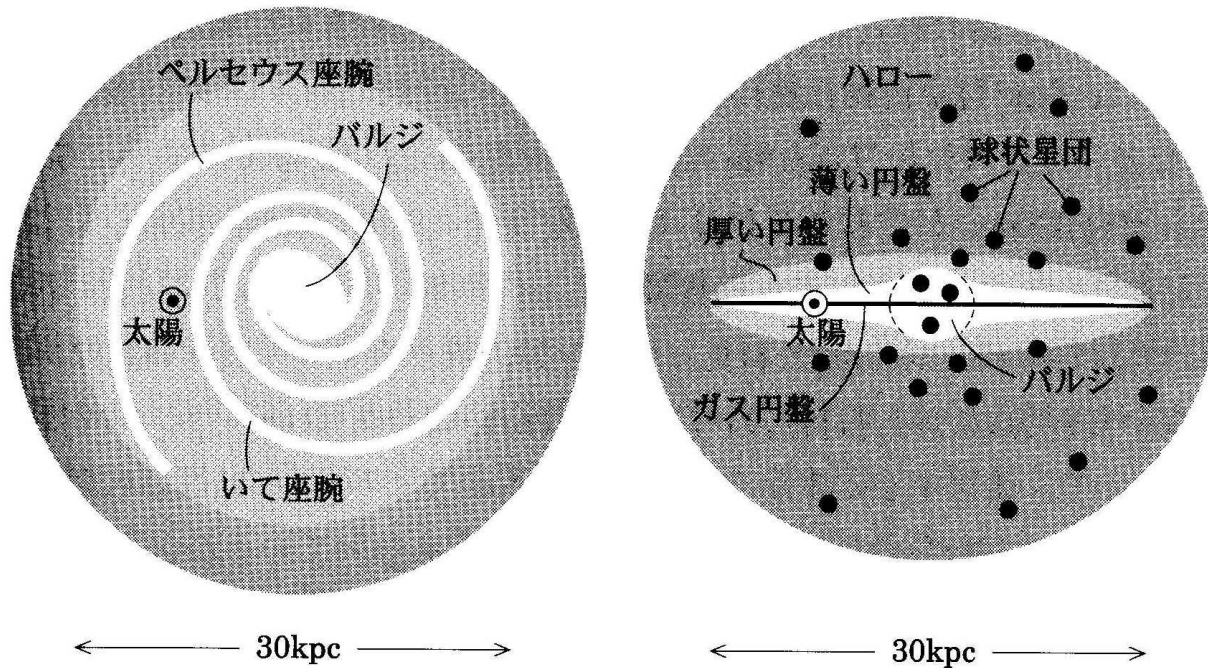 ペルセウス座腕
バルジ
太陽
いて座腕
30kpc
ハロー
球状星団
薄い円盤
厚い円盤
太陽
バルジ
ガス円盤
30kpc